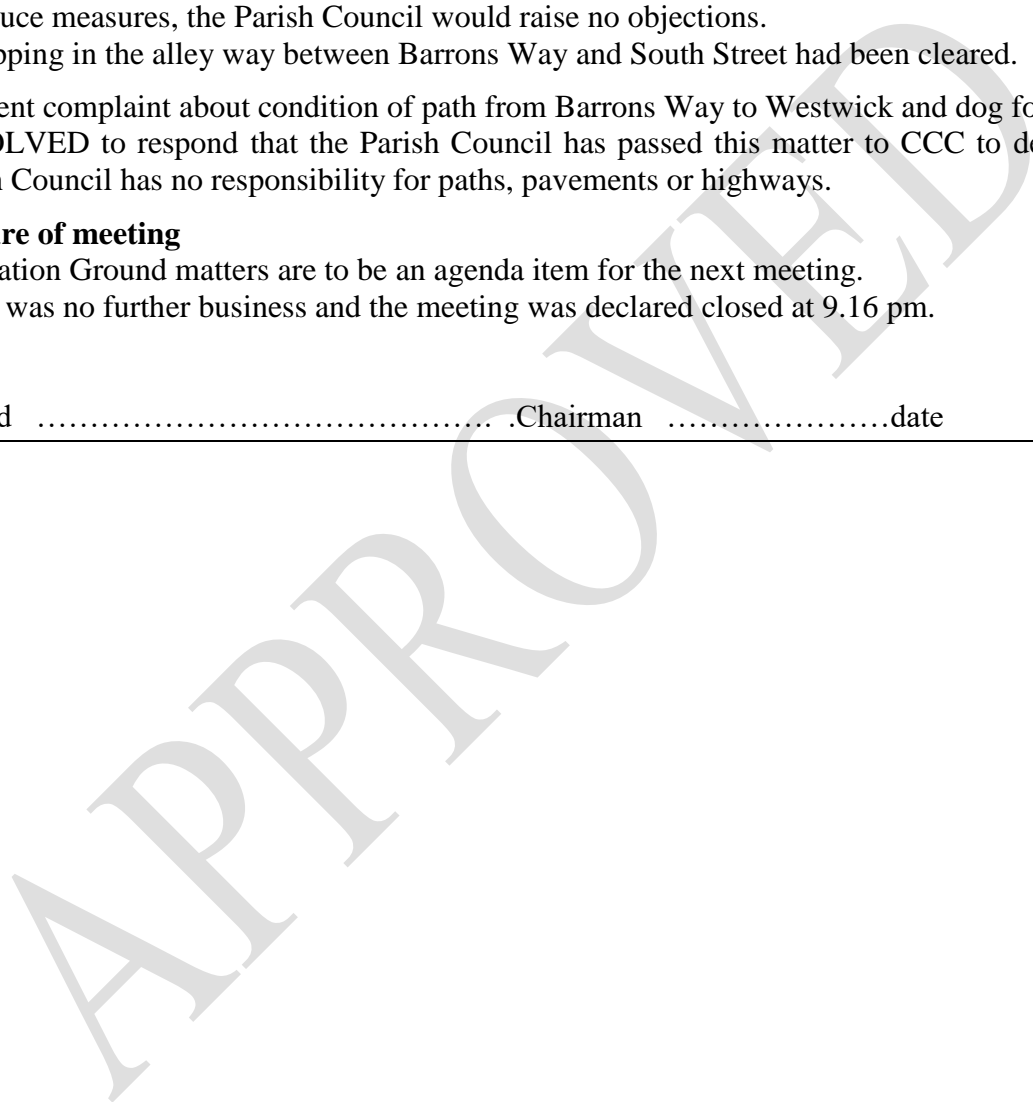 uce measures, the Parish Council would raise no objections.
pping in the alley way between Barrons Way and South Street had been cleared.
ent complaint about condition of path from Barrons Way to Westwick and dog fo
OLVED to respond that the Parish Council has passed this matter to CCC to de
n Council has no responsibility for paths, pavements or highways.
re of meeting
ation Ground matters are to be an agenda item for the next meeting.
was no further business and the meeting was declared closed at 9.16 pm.
d ……………………………………. .Chairman …………………date
APPROVED